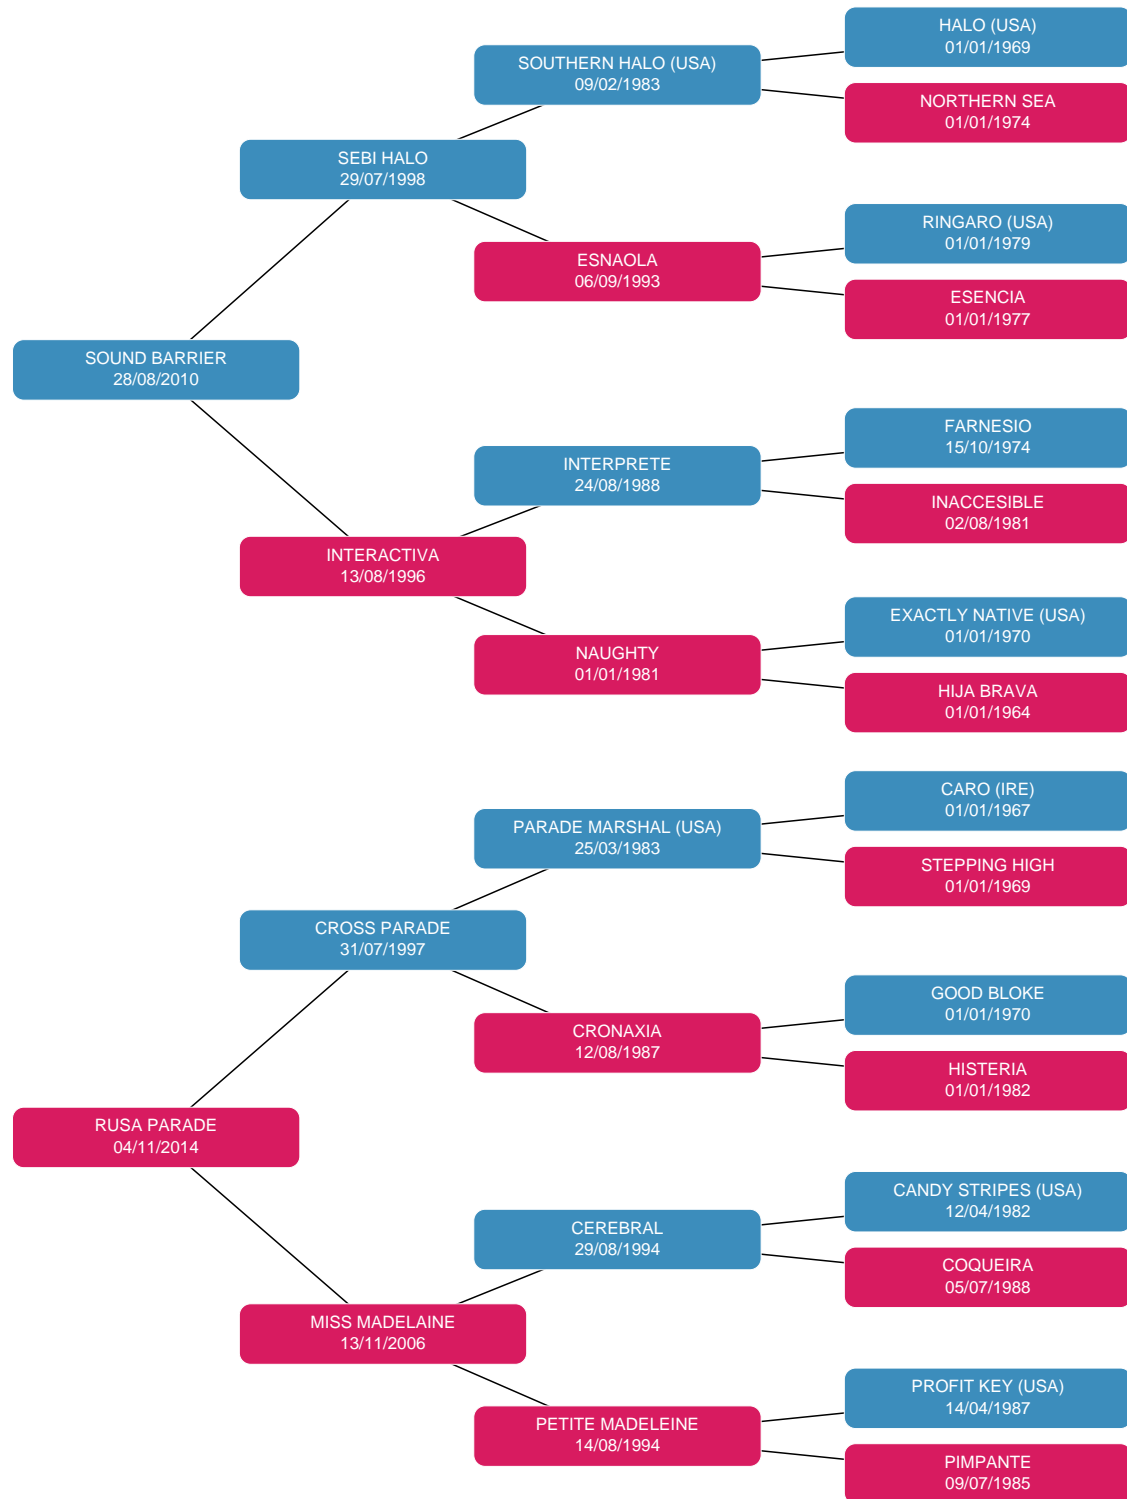 HALO (USA)
01/01/1969
SOUTHERN HALO (USA)
09/02/1983
NORTHERN SEA
01/01/1974
SEBI HALO
29/07/1998
RINGARO (USA)
01/01/1979
ESNAOLA
06/09/1993
ESENCIA
01/01/1977
SOUND BARRIER
28/08/2010
FARNESIO
15/10/1974
INTERPRETE
24/08/1988
INACCESIBLE
02/08/1981
INTERACTIVA
13/08/1996
EXACTLY NATIVE (USA)
01/01/1970
NAUGHTY
01/01/1981
HIJA BRAVA
01/01/1964
CARO (IRE)
01/01/1967
PARADE MARSHAL (USA)
25/03/1983
STEPPING HIGH
01/01/1969
CROSS PARADE
31/07/1997
GOOD BLOKE
01/01/1970
CRONAXIA
12/08/1987
HISTERIA
01/01/1982
RUSA PARADE
04/11/2014
CANDY STRIPES (USA)
12/04/1982
CEREBRAL
29/08/1994
COQUEIRA
05/07/1988
MISS MADELAINE
13/11/2006
PROFIT KEY (USA)
14/04/1987
PETITE MADELEINE
14/08/1994
PIMPANTE
09/07/1985